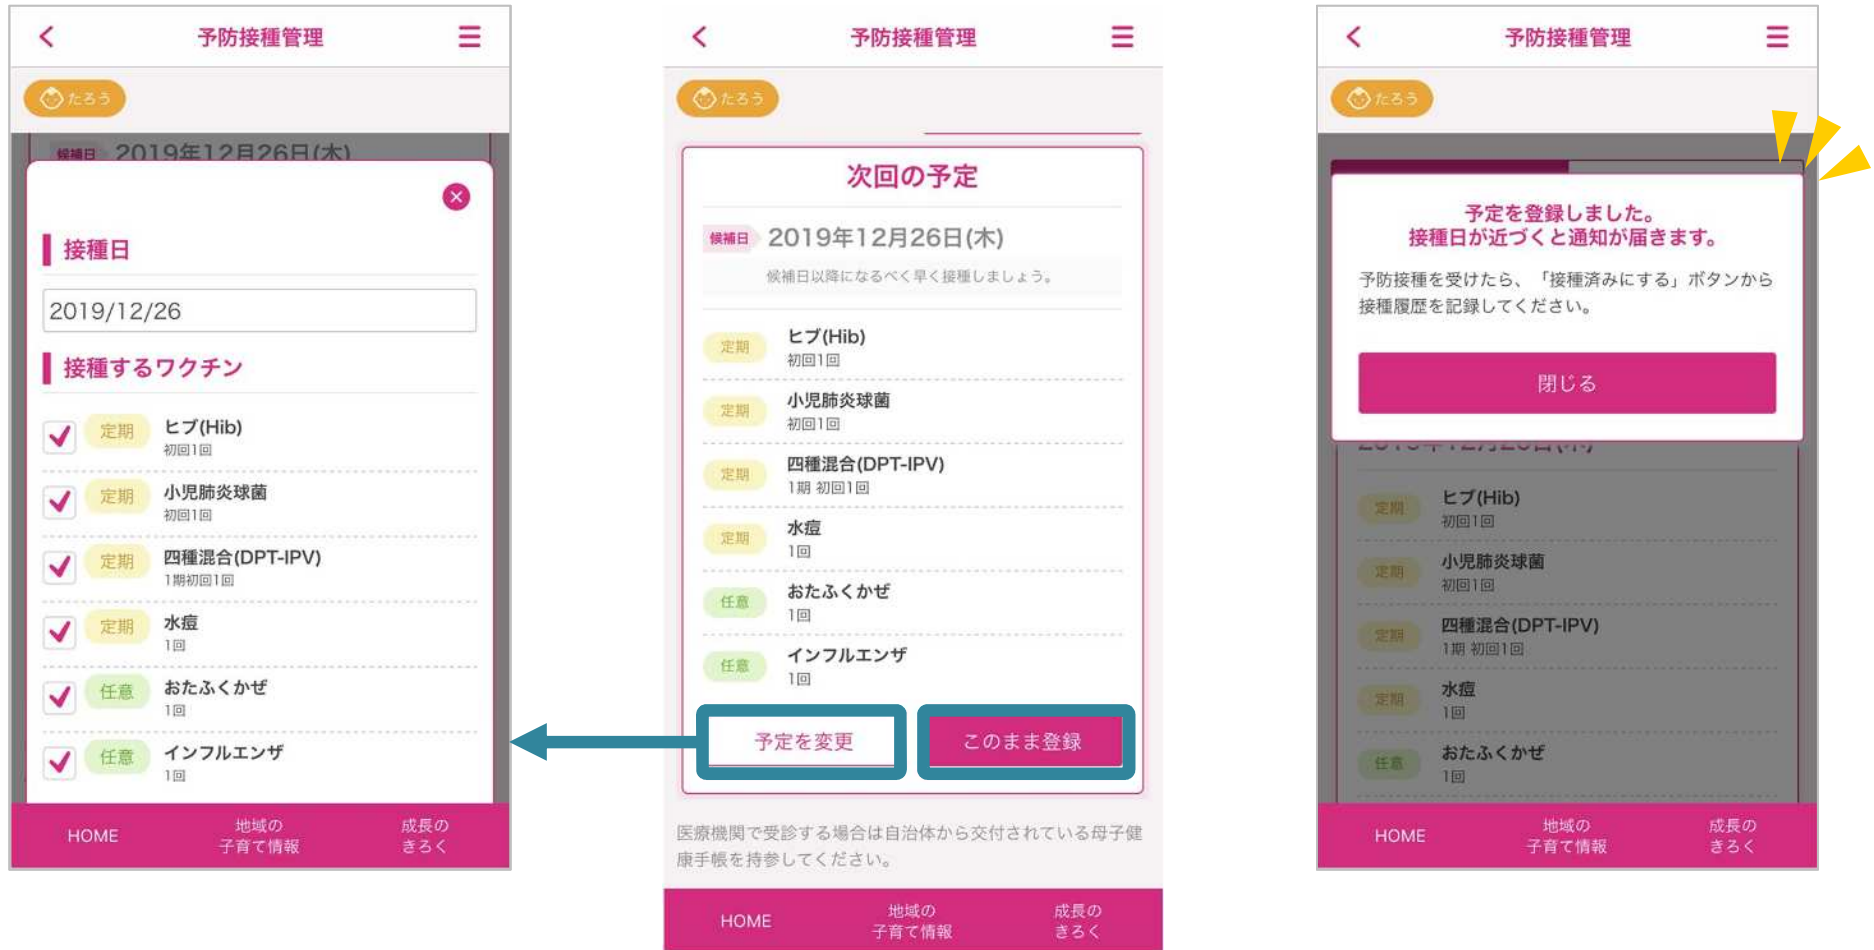 予防接種管理
たろう
候補日 2019年12月26日(木)
接種日
2019/12/26
接種するワクチン
定期 ヒブ(Hib)
初回1回
定期 小児肺炎球菌
初回1回
定期 四種混合(DPT-IPV)
1期初回1回
定期 水痘
1回
任意 おたふくかぜ
1回
任意 インフルエンザ
1回
HOME
地域の
子育て情報
成長の
きろく
予防接種管理
たろう
次回の予定
候補日 2019年12月26日(木)
候補日以降になるべく早く接種しましょう。
定期 ヒブ(Hib)
初回1回
定期 小児肺炎球菌
初回1回
定期 四種混合(DPT-IPV)
1期 初回1回
定期 水痘
1回
任意 おたふくかぜ
1回
任意 インフルエンザ
1回
予定を変更
このまま登録
医療機関で受診する場合は自治体から交付されている母子健
康手帳を持参してください。
HOME
地域の
子育て情報
成長の
きろく
予防接種管理
たろう
予定を登録しました。
接種日が近づくと通知が届きます。
予防接種を受けたら、「接種済みにする」ボタンから
接種履歴を記録してください。
閉じる
2019年12月26日(木)
定期 ヒブ(Hib)
初回1回
定期 小児肺炎球菌
初回1回
定期 四種混合(DPT-IPV)
1期 初回1回
定期 水痘
1回
任意 おたふくかぜ
1回
HOME
地域の
子育て情報
成長の
きろく